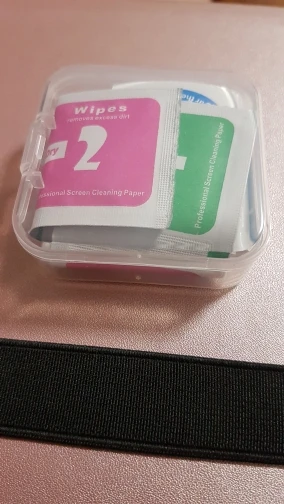 Wipes
removes excess dirt
2
Professional Screen Cleaning Paper
Professional Screen Cleaning Paper